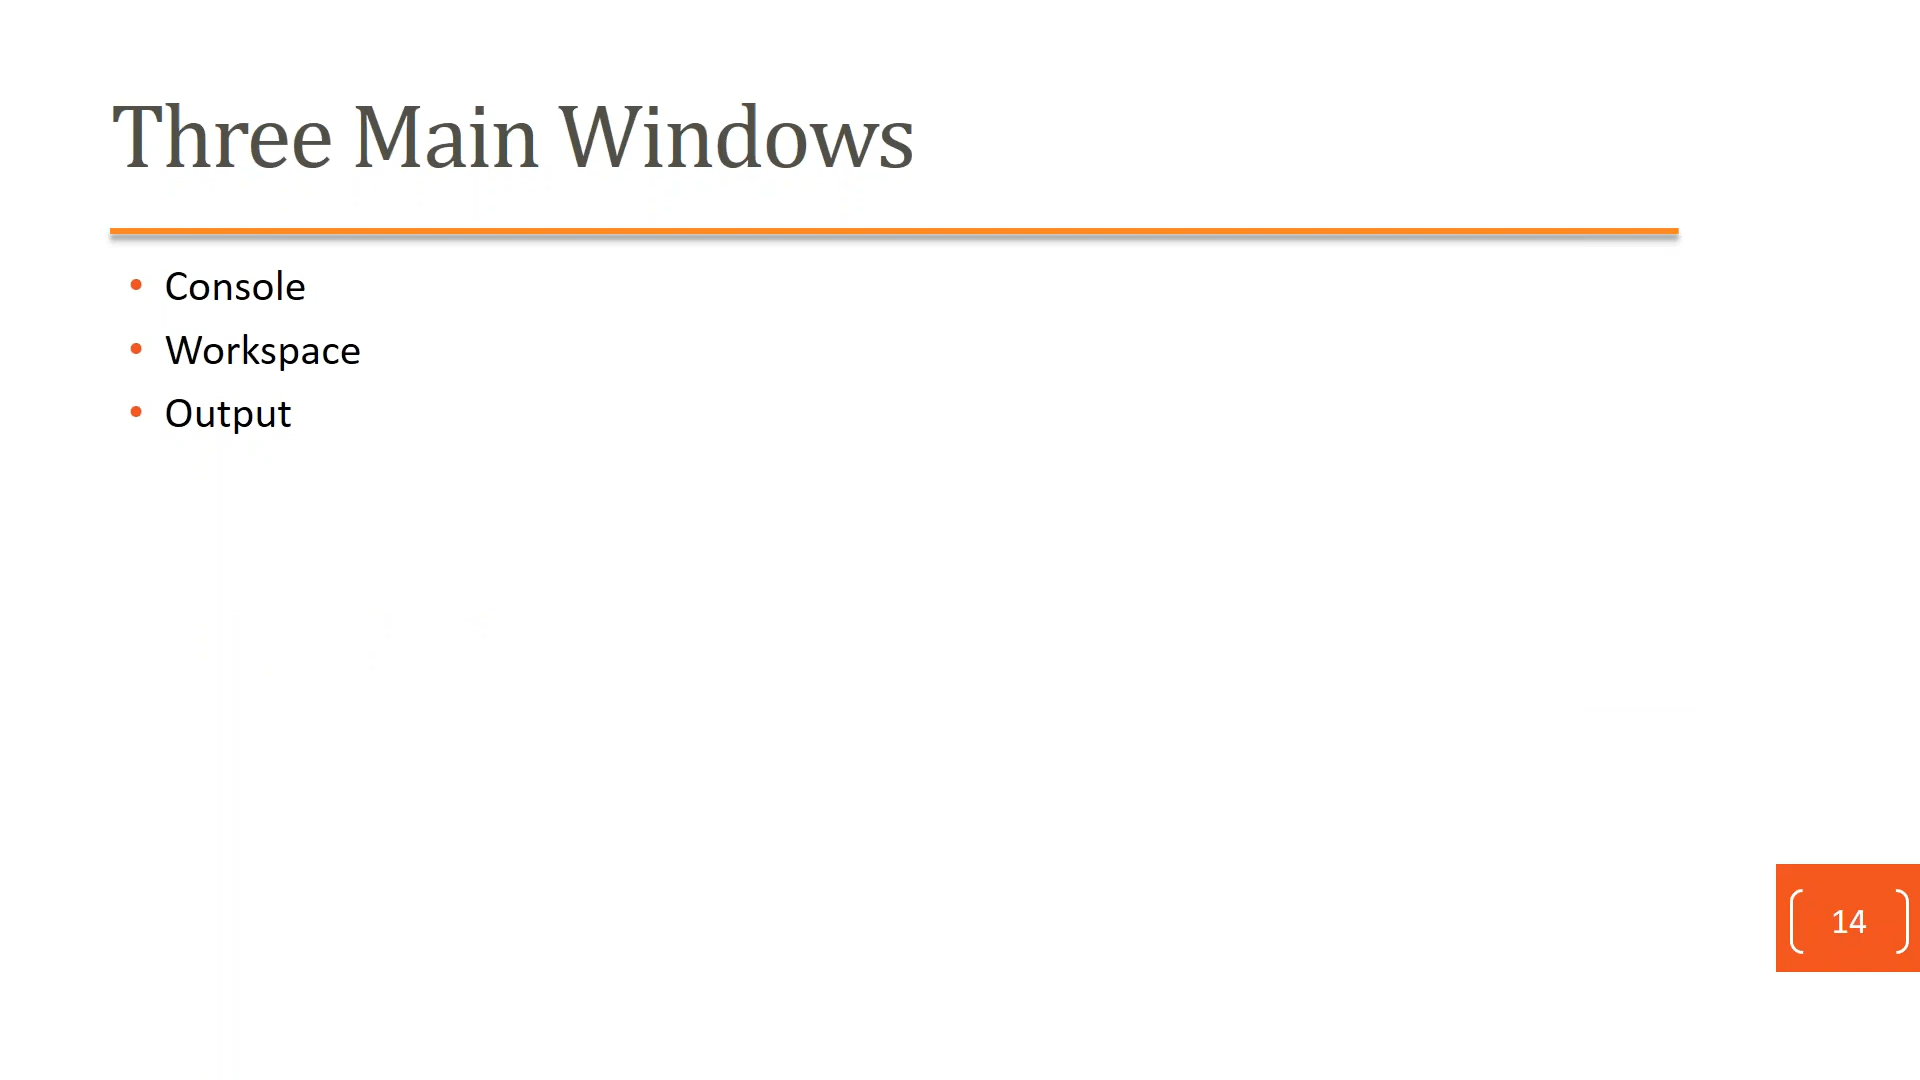 Three Main Windows
• Console
• Workspace
• Output
14